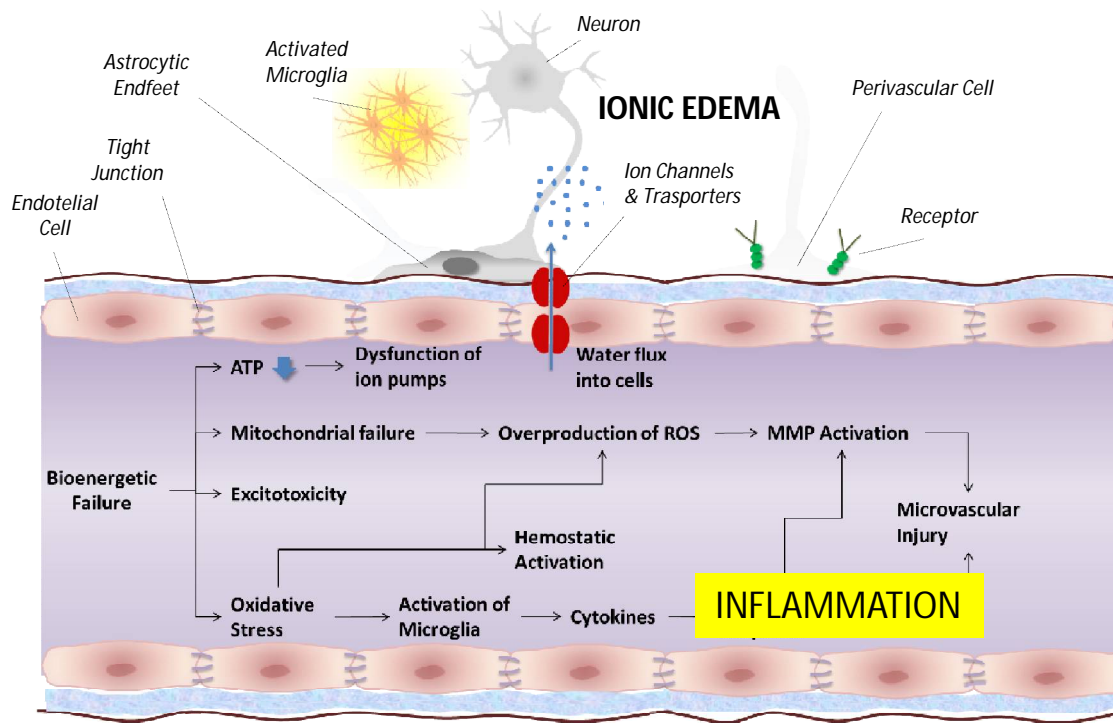 Neuron
Activated
Microglia
Astrocytic
Endfeet
IONIC EDEMA
Perivascular Cell
Tight
Junction
Ion Channels
& Trasporters
Endotelial
Cell
Receptor
ATP
Dysfunction of
ion pumps
Water flux
into cells
Mitochondrial failure
Overproduction of ROS
MMP Activation
Bioenergetic
Failure
Excitotoxicity
Microvascular
Injury
Hemostatic
Activation
Oxidative
Stress
Activation of
Microglia
Cytokines
INFLAMMATION